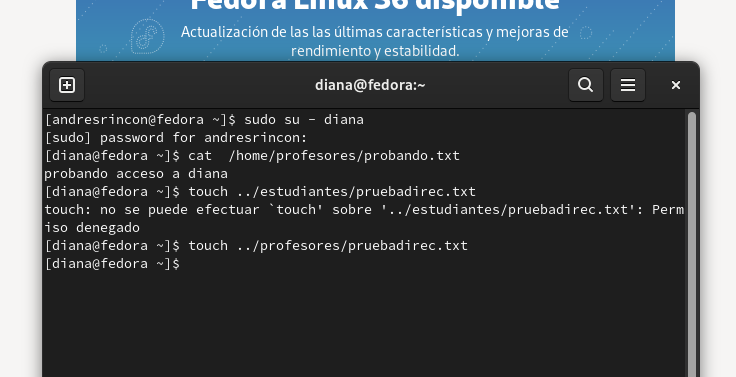 Fedora Linux 36 disponible
Actualización de las las últimas características y mejoras de
rendimiento y estabilidad.
diana@fedora:~
[andresrincon@fedora ~]$ sudo su - diana
[sudo] password for andresrincon:
[diana@fedora ~]$ cat  /home/profesores/probando.txt
probando acceso a diana
[diana@fedora ~]$ touch ../estudiantes/pruebadirec.txt
touch: no se puede efectuar `touch' sobre '../estudiantes/pruebadirec.txt': Perm
iso denegado
[diana@fedora ~]$ touch ../profesores/pruebadirec.txt
[diana@fedora ~]$